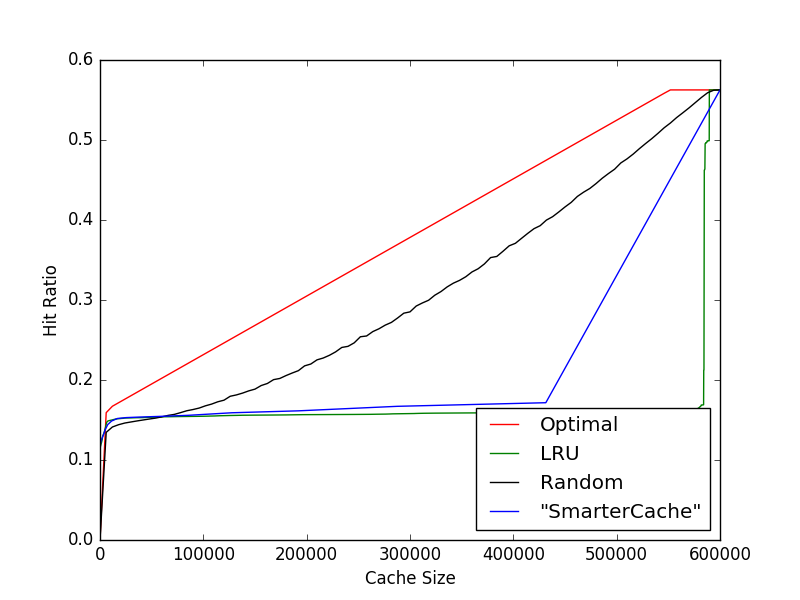 0.6
0.5
0.4
0.3
0.2
0.1
0.0
Hit Ratio
Optimal
LRU
Random
"SmarterCache"
0 100000 200000 300000 400000 500000 600000
Cache Size